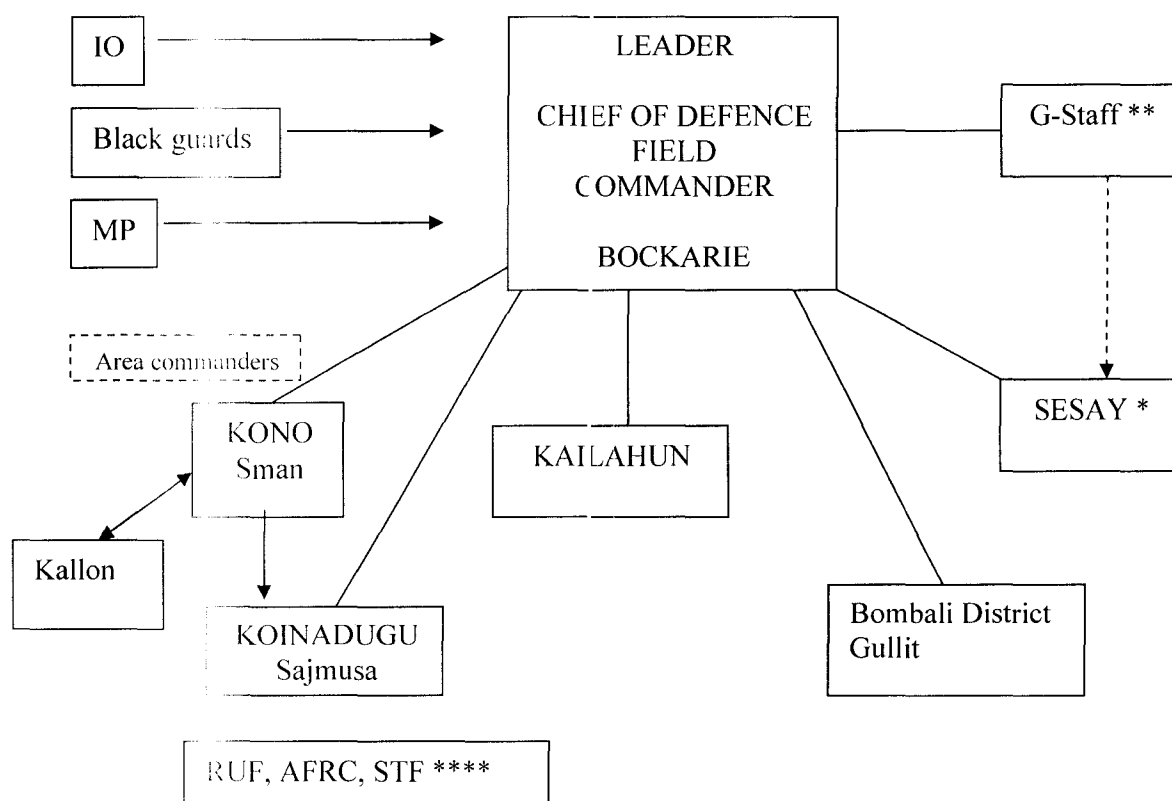 IO
LEADER
CHIEF OF DEFENCE
FIELD
COMMANDER
BOCKARIE
G-Staff **
Black guards
MP
Area commanders
KONO
Sman
KAILAHUN
SESAY *
Kallon
KOINADUGU
Sajmusa
Bombali District
Gullit
RUF, AFRC, STF ****